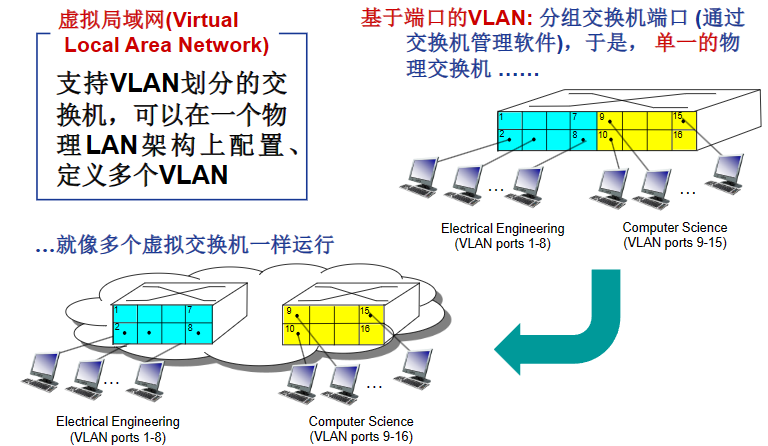 虚拟局域网(Virtual
Local Area Network)
支持VLAN划分的交
换机，可以在一个物
理LAN架构上配置、
定义多个VLAN
基于端口的VLAN: 分组交换机端口 (通过
交换机管理软件)，于是， 单一的物
理交换机 ……
1
7
9
15
2
8
10
16
…
…
Electrical Engineering
(VLAN ports 1-8)
Computer Science
(VLAN ports 9-15)
…就像多个虚拟交换机一样运行
1
7
9
15
2
8
10
16
…
…
Electrical Engineering
(VLAN ports 1-8)
Computer Science
(VLAN ports 9-16)